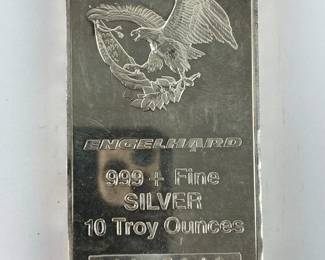 ENGELHARD
999 + Fine
SILVER
10 Troy Ounces